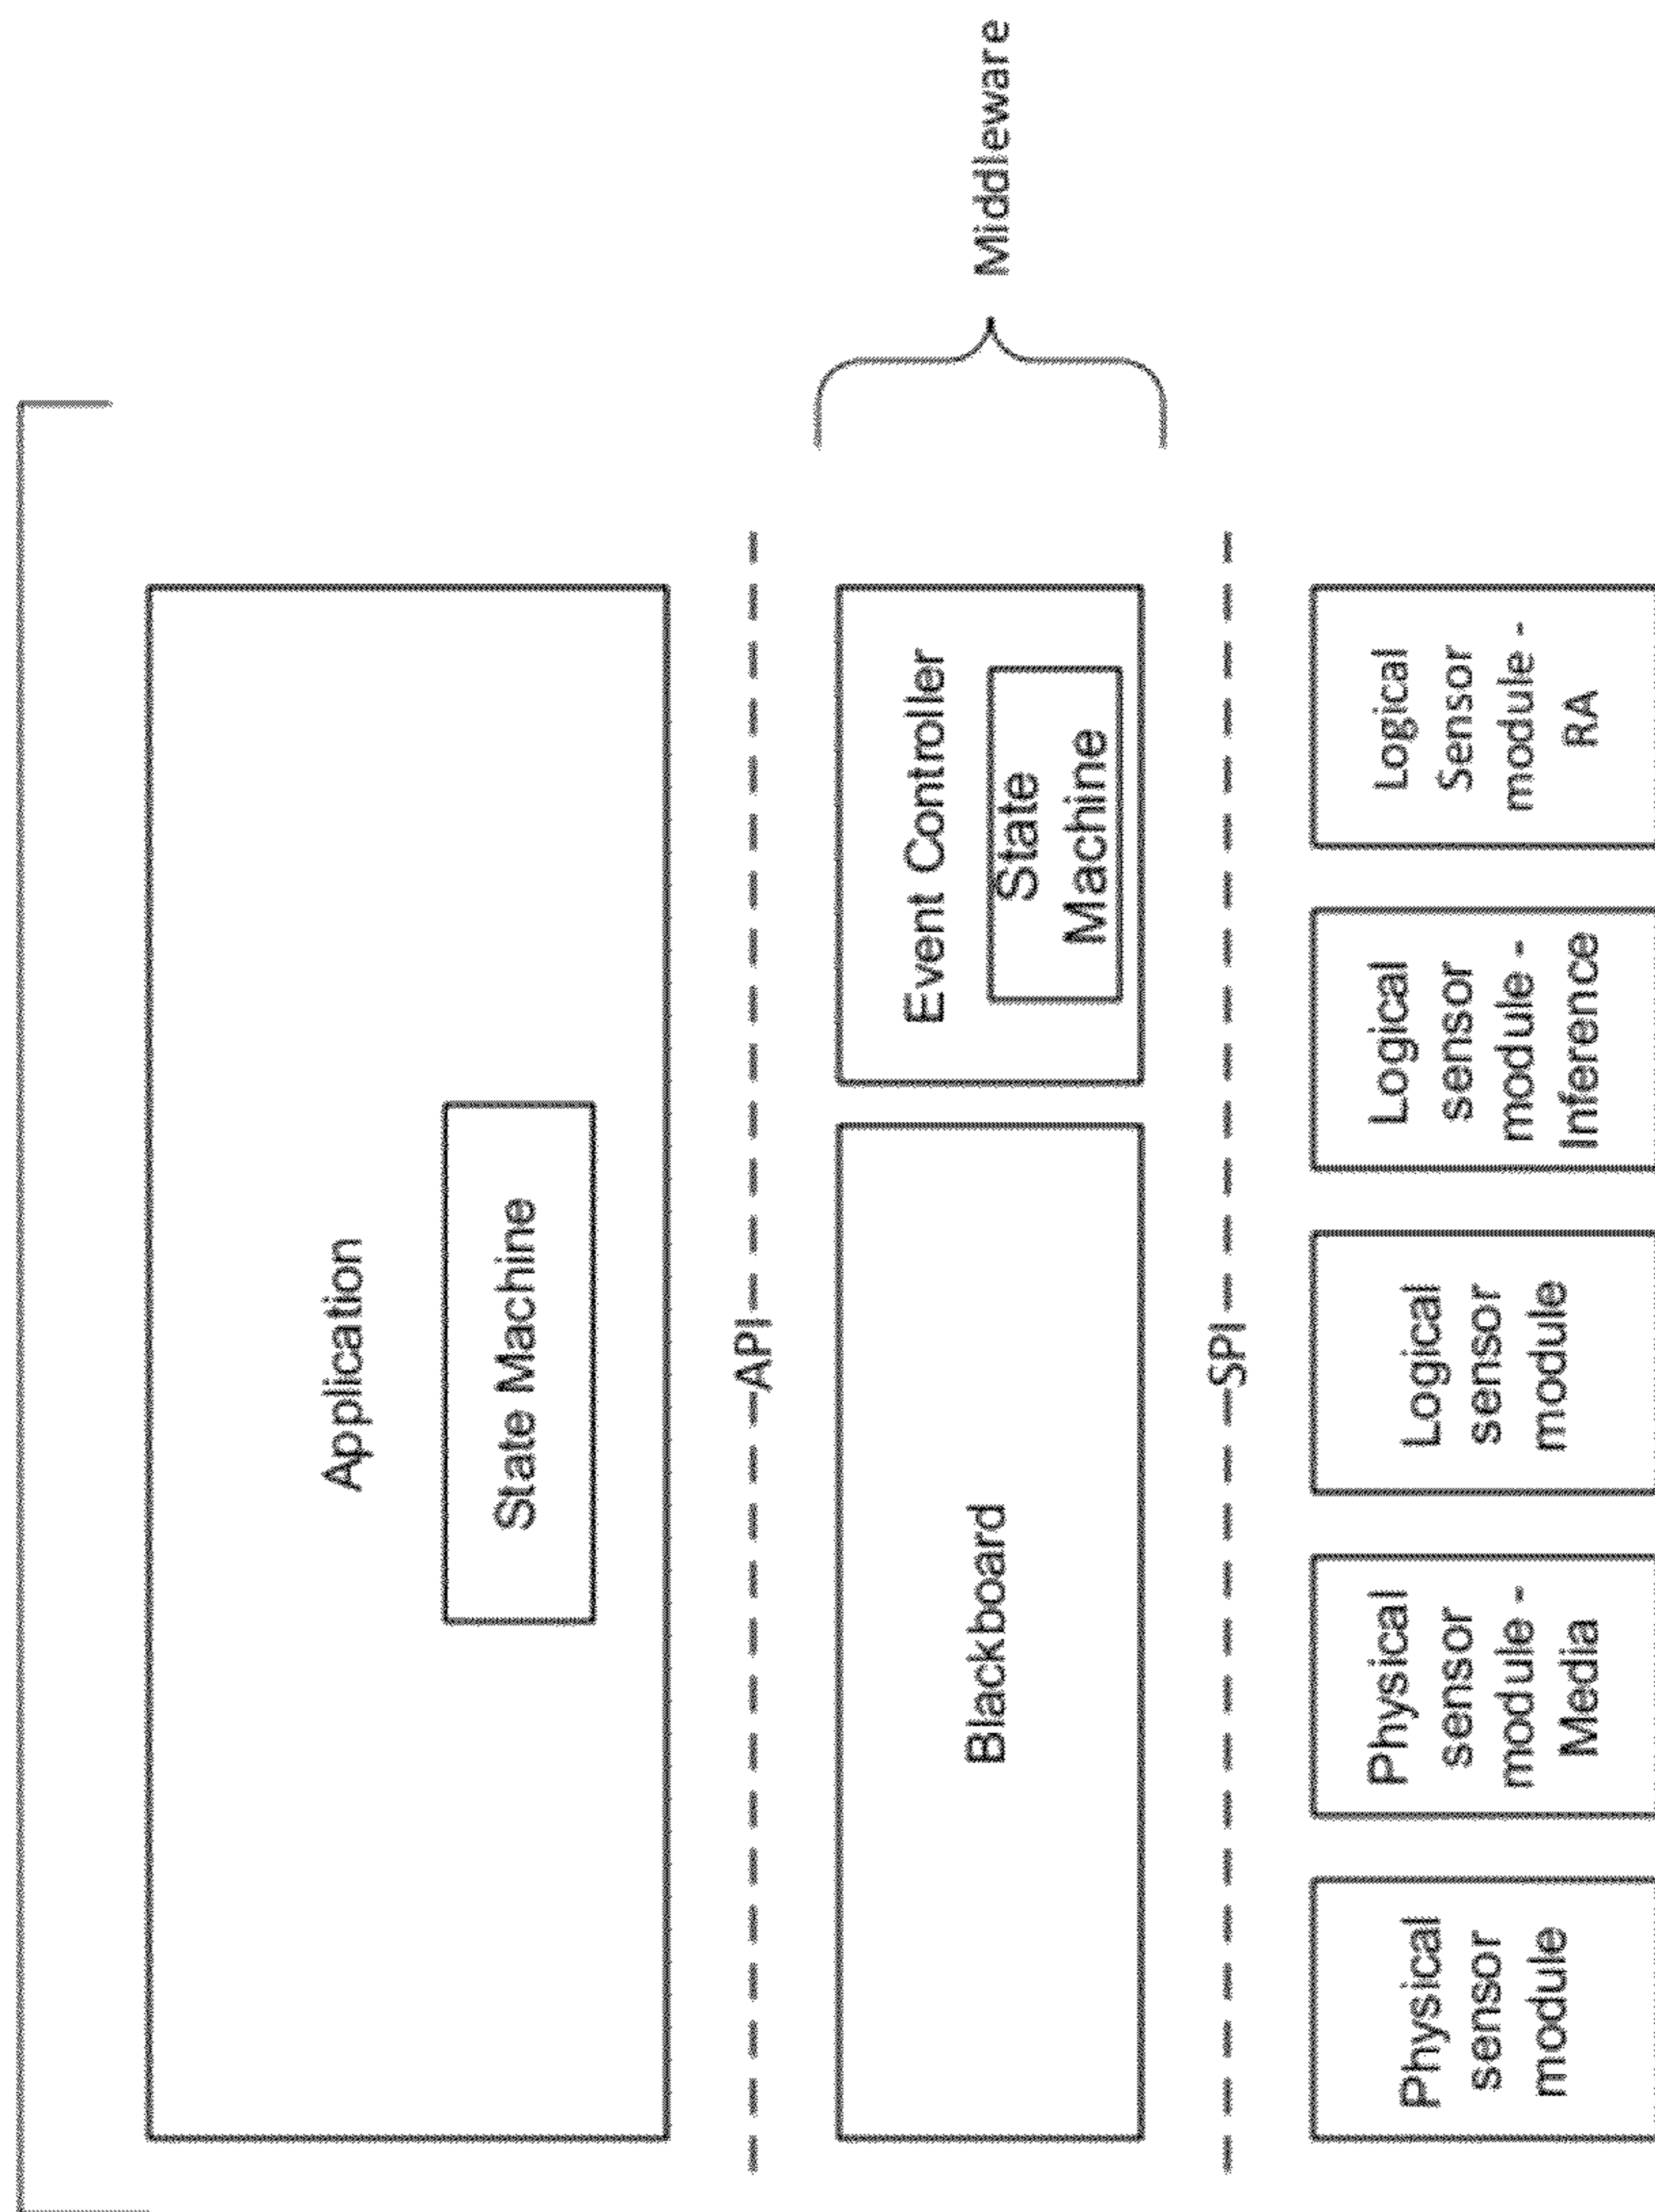 Application
State Machine
API
Middleware
Blackboard
Event Controller
State
Machine
SPI
Physical
sensor
module
Physical
sensor
module -
Media
Logical
sensor
module
Logical
sensor
module -
Inference
Logical
Sensor
module -
RA